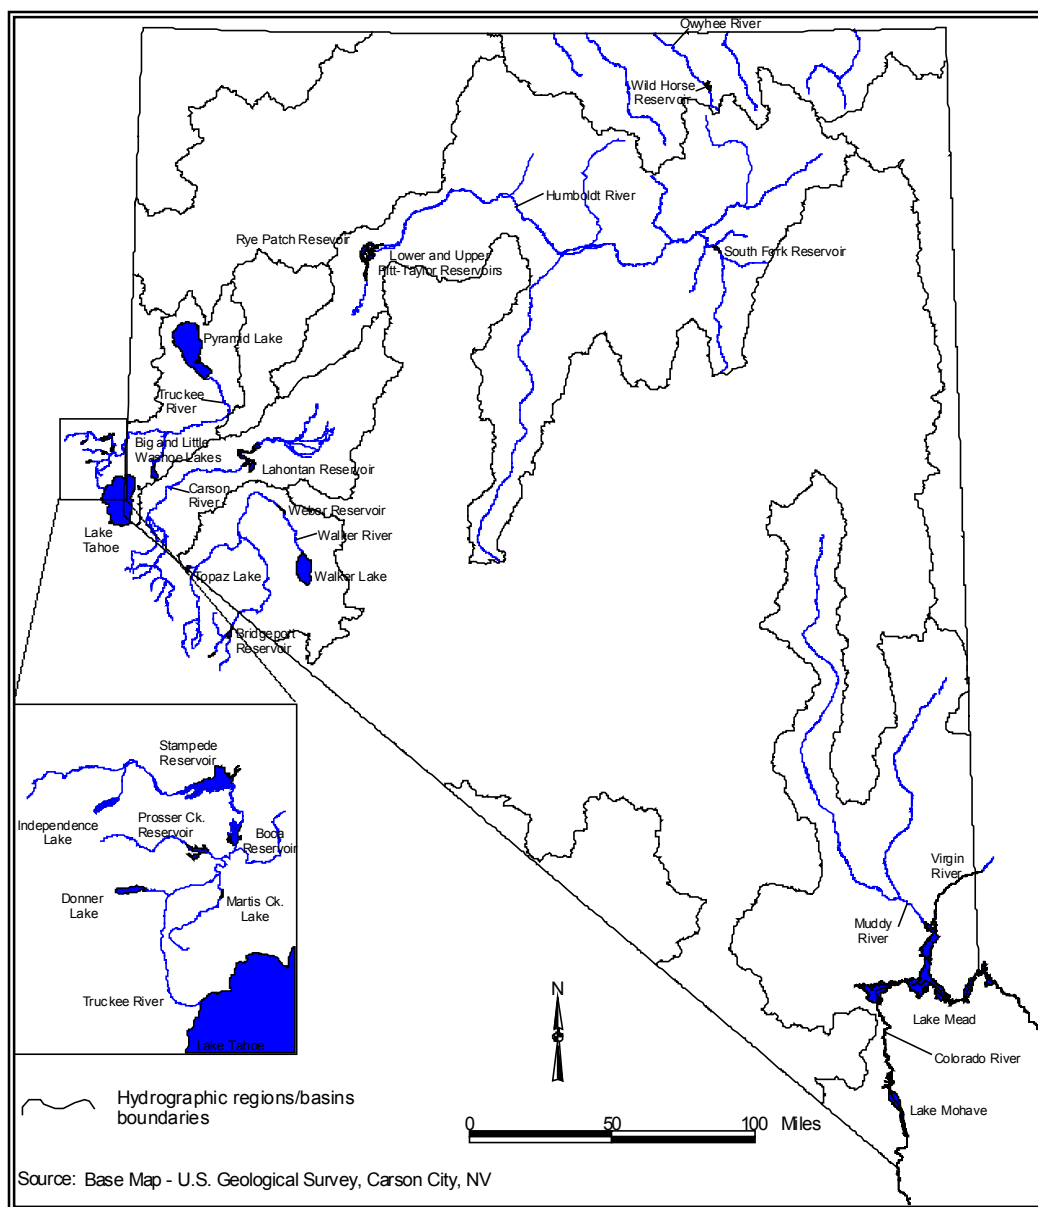 Owyhee River
Wild Horse
Reservoir
Humboldt River
Rye Patch Resevoir
Lower and Upper
Pitt-Taylor Reservoirs
South Fork Reservoir
Pyramid Lake
Truckee
River
Big and Little
Washoe Lakes
Lahontan Reservoir
Carson
River
Weber Reservoir
Lake
Tahoe
Walker River
Topaz Lake
Walker Lake
Bridgeport
Reservoir
Stampede
Reservoir
Independence
Lake
Prosser Ck.
Reservoir
Boca
Reservoir
Donner
Lake
Martis Ck.
Lake
Truckee River
Lake Tahoe
Virgin
River
Muddy
River
Lake Mead
Colorado River
Lake Mohave
N
Hydrographic regions/basins
boundaries
0 50 100 Miles
Source: Base Map - U.S. Geological Survey, Carson City, NV